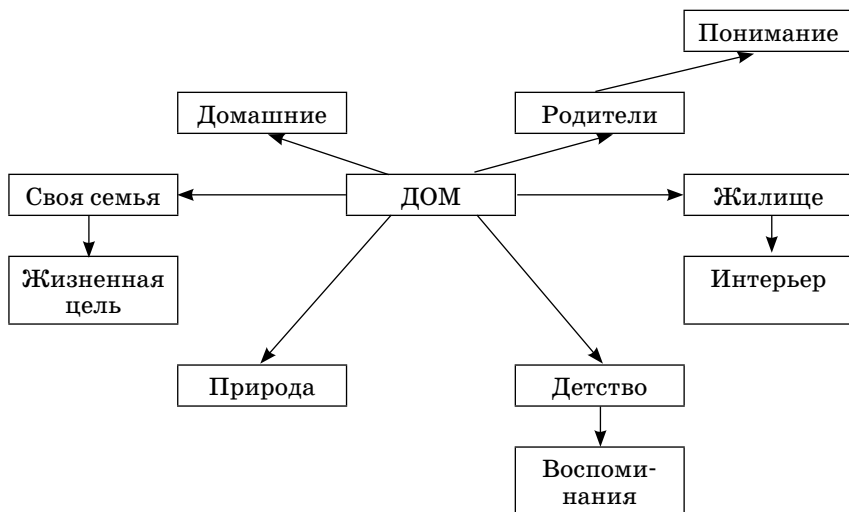 Понимание
Домашние
Родители
Своя семья
ДОМ
Жилище
Жизненная
цель
Интерьер
Природа
Детство
Воспоми-
нания